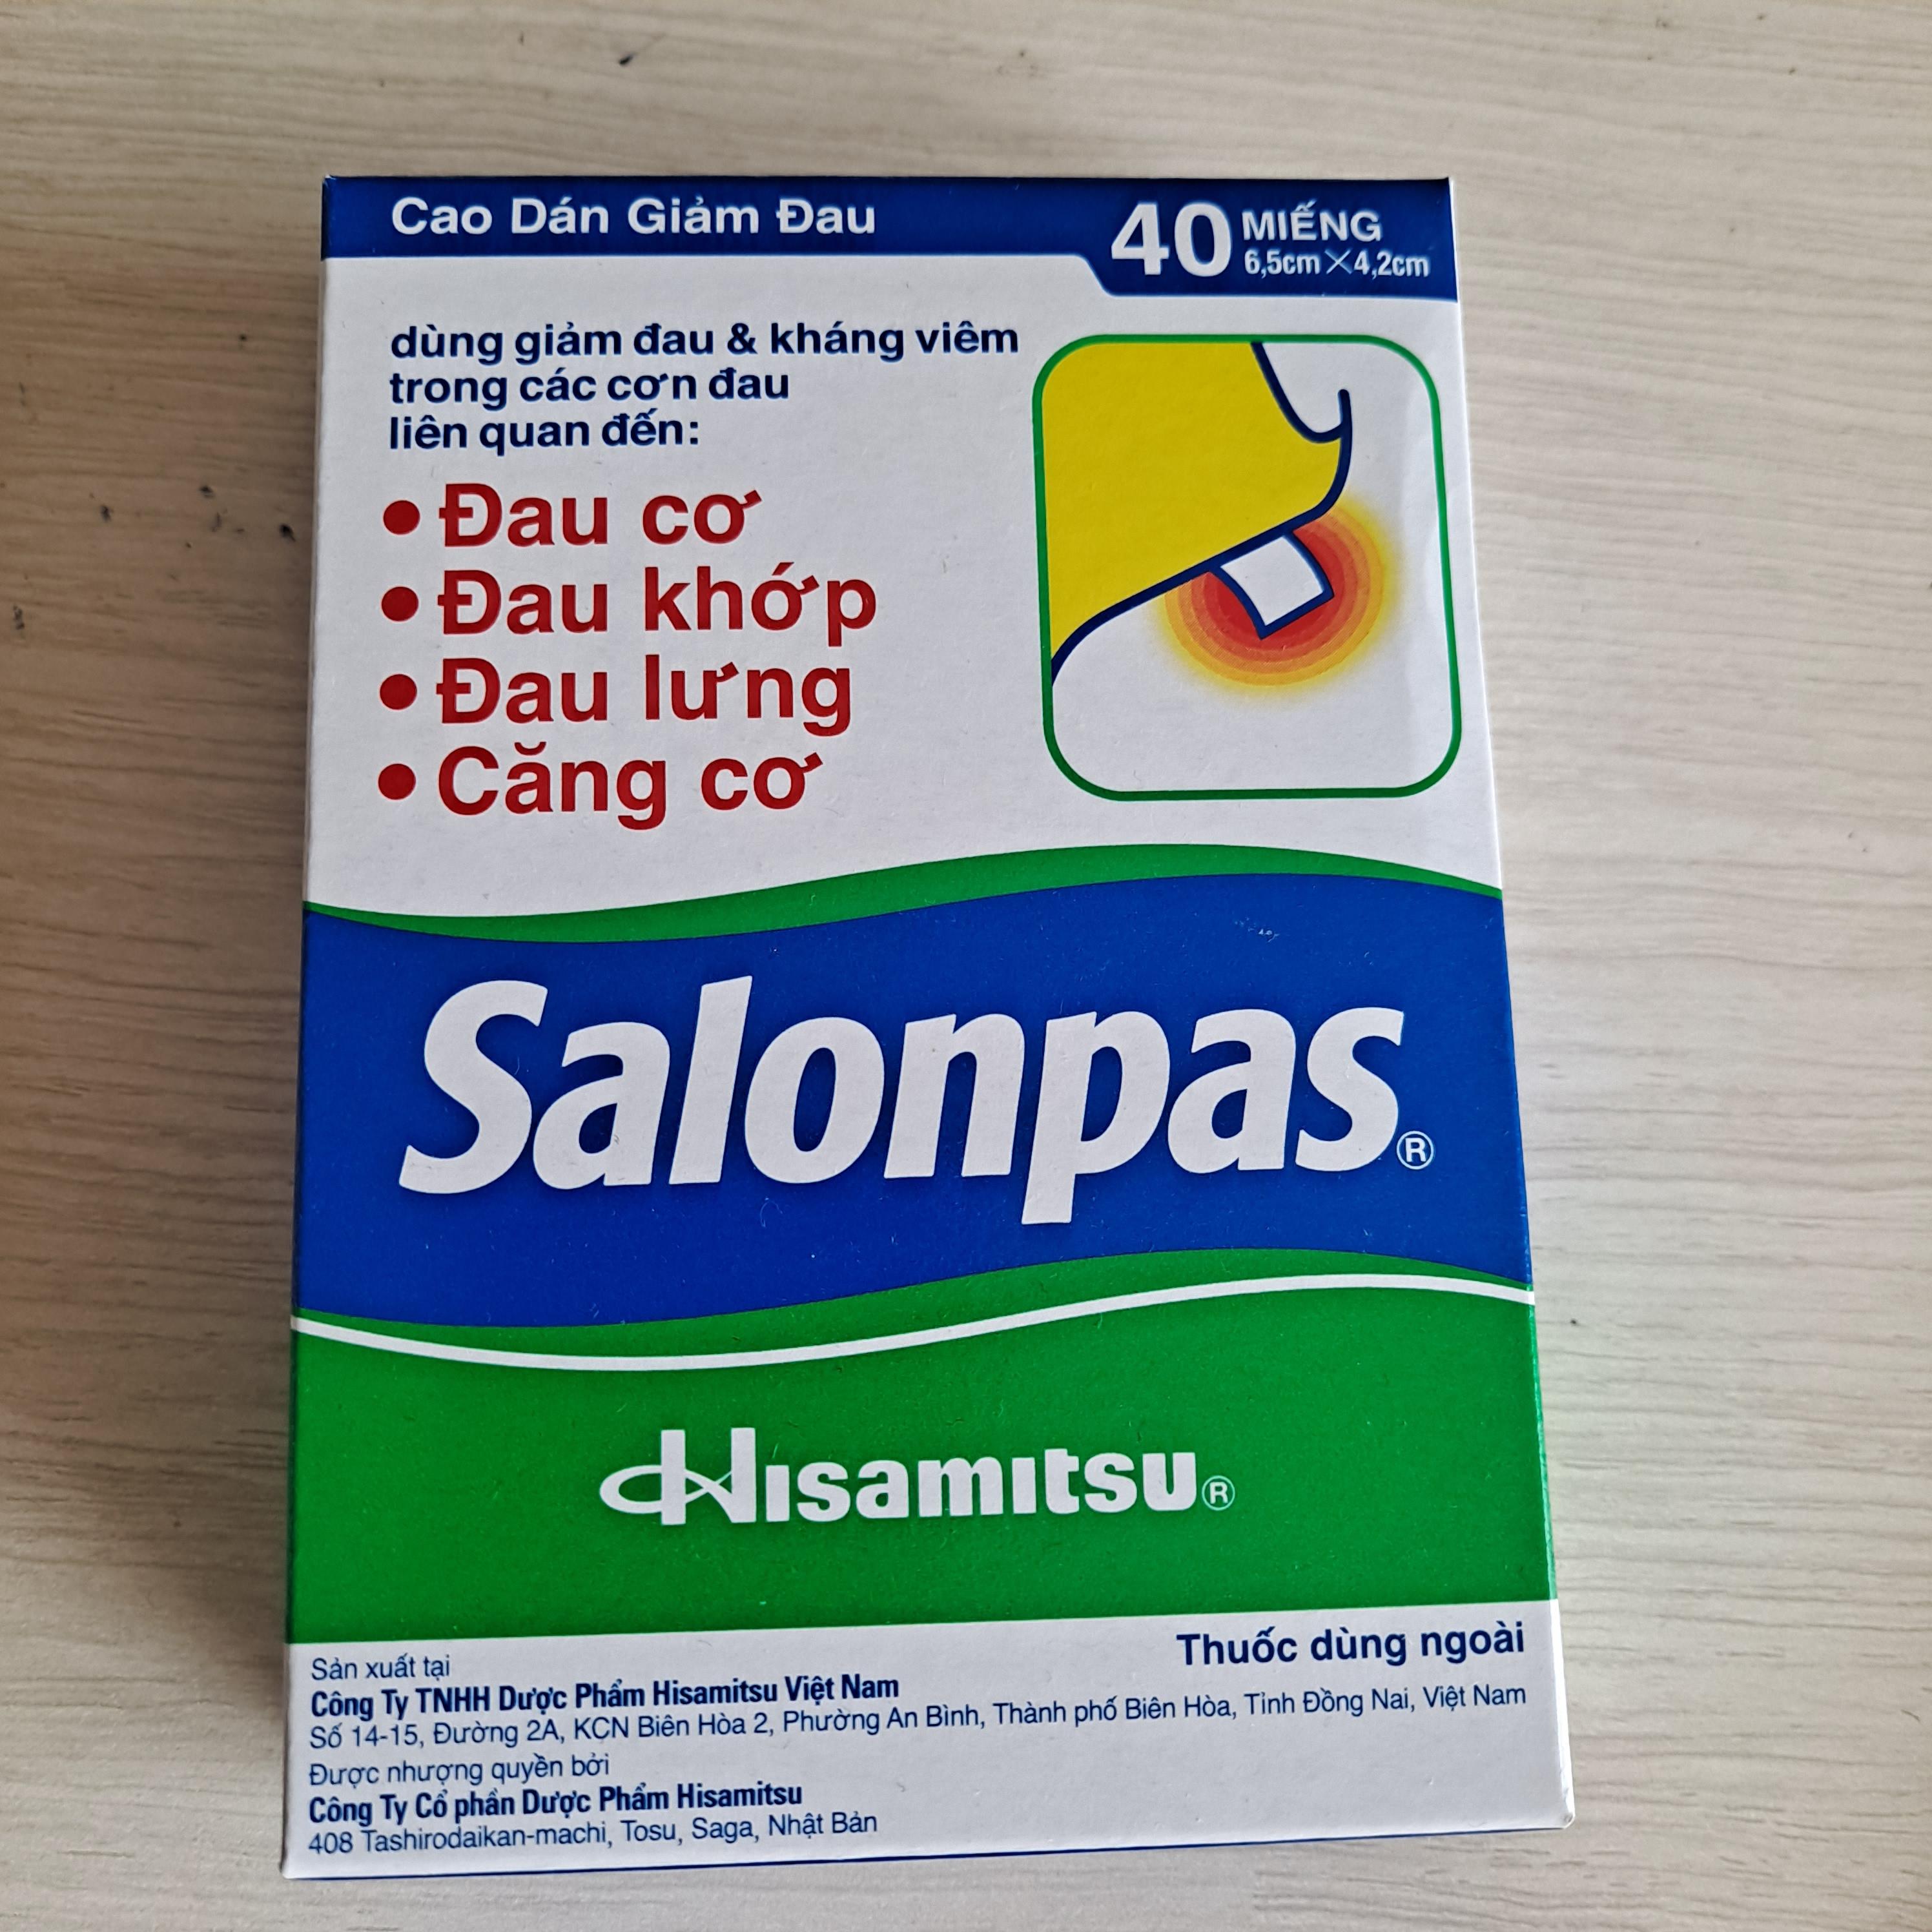 Cao Dán Giảm Đau
40 MIẾNG
6,5cm×4,2cm
dùng giảm đau & kháng viêm
trong các cơn đau
liên quan đến:
• Đau cơ
• Đau khớp
• Đau lưng
• Căng cơ
Salonpas®
Hisamitsu®
Thuốc dùng ngoài
Sản xuất tại
Công Ty TNHH Dược Phẩm Hisamitsu Việt Nam
Số 14-15, Đường 2A, KCN Biên Hòa 2, Phường An Bình, Thành phố Biên Hòa, Tỉnh Đồng Nai, Việt Nam
Được nhượng quyền bởi
Công Ty Cổ phần Dược Phẩm Hisamitsu
408 Tashirodaikan-machi, Tosu, Saga, Nhật Bản